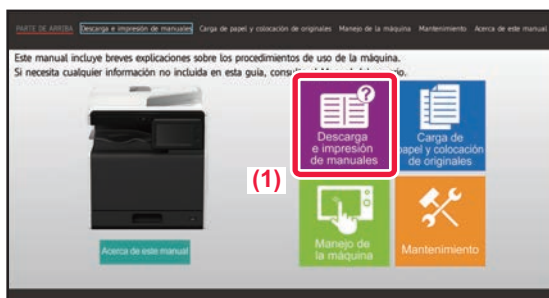 PARTE DE ARRIBA Descarga e impresión de manuales Carga de papel y colocación de originales Manejo de la máquina Mantenimiento Acerca de este manual
Este manual incluye breves explicaciones sobre los procedimientos de uso de la máquina.
Si necesita cualquier información no incluida en esta guía,
Descarga
e impresión
de manuales
Carga de
papel y colocación
de originales
(1)
Manejo de
la máquina
Mantenimiento
Acerca de este manual